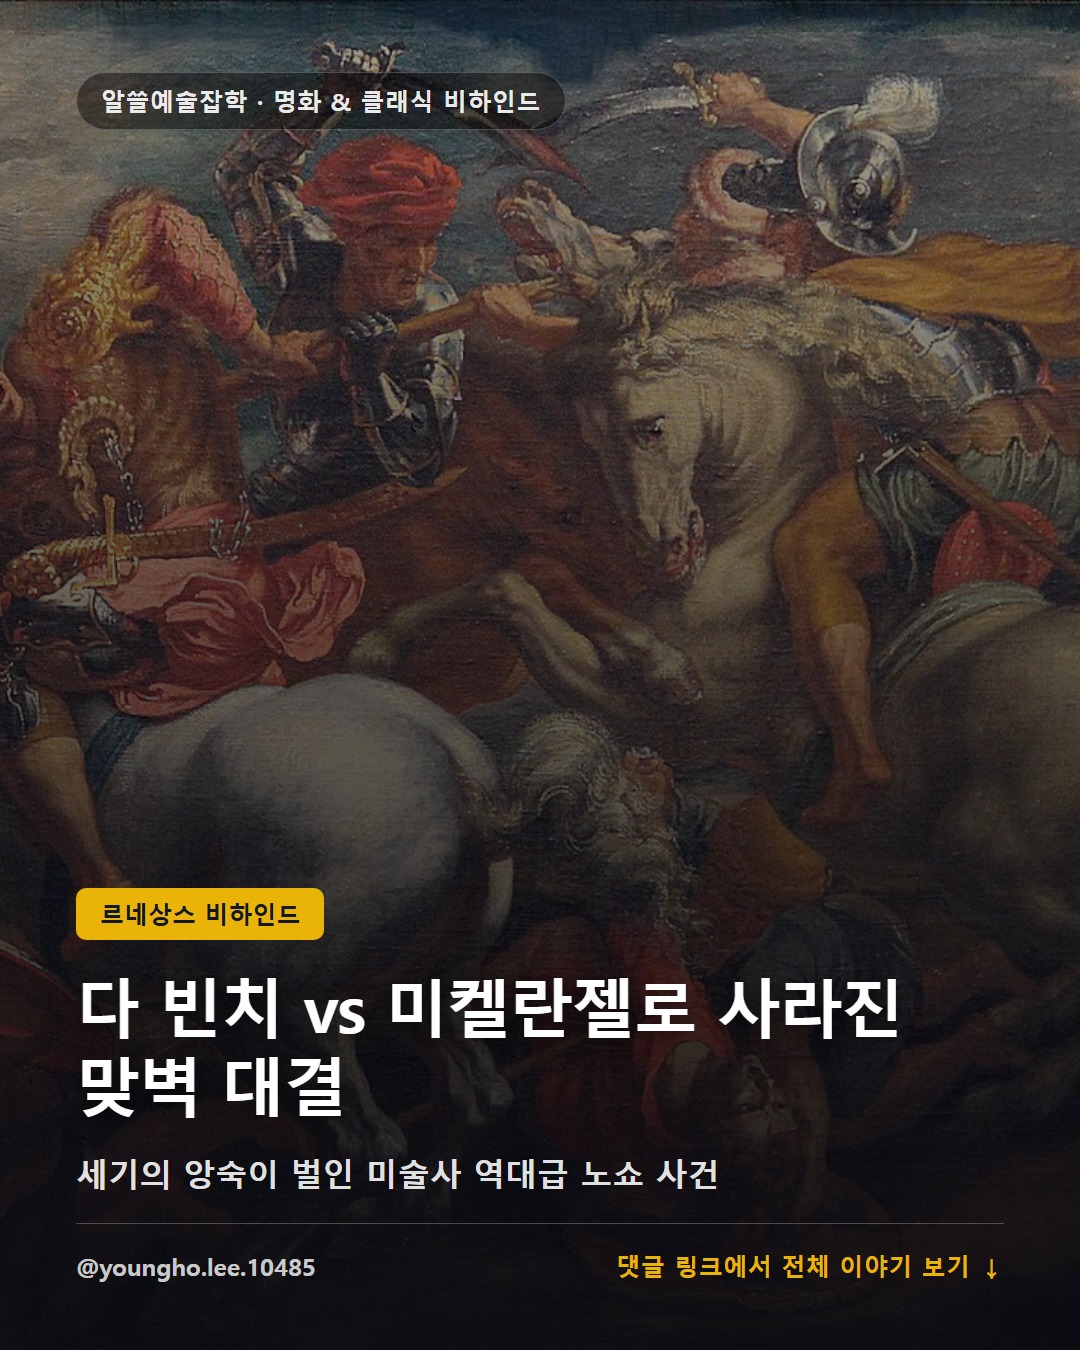 알쓸예술잡학 · 명화 & 클래식 비하인드
르네상스 비하인드
다 빈치 vs 미켈란젤로 사라진
맞벽 대결
세기의 앙숙이 벌인 미술사 역대급 노쇼 사건
@youngho.lee.10485
댓글 링크에서 전체 이야기 보기 ↓